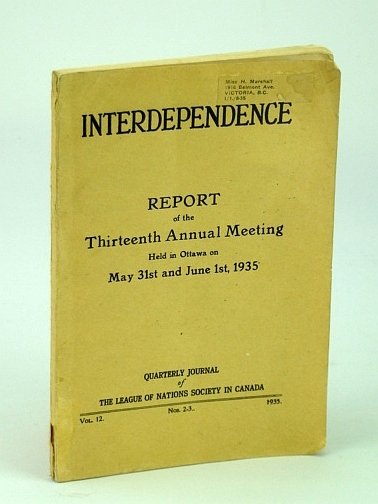 Miss H. Marshall
Belmont Ave.
VICTORIA, B.C.
INTERDEPENDENCE
REPORT
of the
Thirteenth Annual Meeting
Held in Ottawa on
May 31st and June 1st, 1935
QUARTERLY JOURNAL
of
THE LEAGUE OF NATIONS SOCIETY IN CANADA
VOL. 12. Nos. 2-3. 1935.